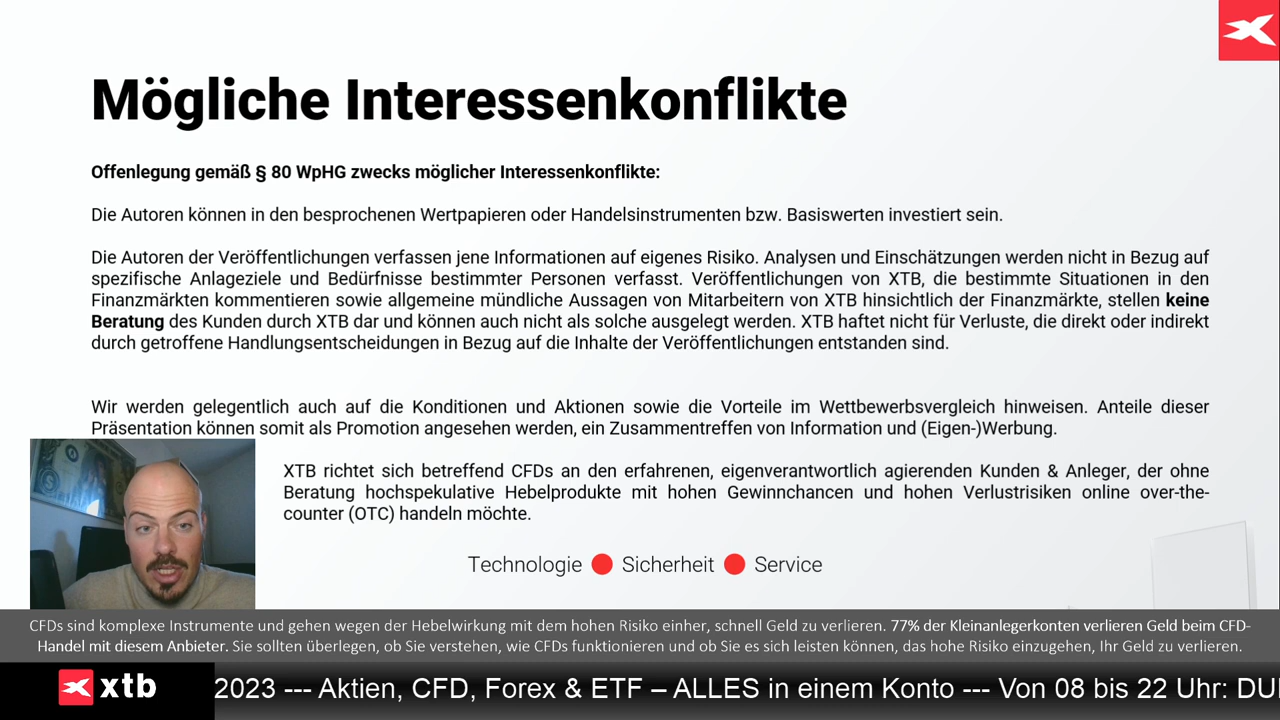 Mögliche Interessenkonflikte
Offenlegung gemäß § 80 WpHG zwecks möglicher Interessenkonflikte:
Die Autoren können in den besprochenen Wertpapieren oder Handelsinstrumenten bzw. Basiswerten investiert sein.
Die Autoren der Veröffentlichungen verfassen jene Informationen auf eigenes Risiko. Analysen und Einschätzungen werden nicht in Bezug auf
spezifische Anlageziele und Bedürfnisse bestimmter Personen verfasst. Veröffentlichungen von XTB, die bestimmte Situationen in den
Finanzmärkten kommentieren sowie allgemeine mündliche Aussagen von Mitarbeitern von XTB hinsichtlich der Finanzmärkte, stellen keine
Beratung des Kunden durch XTB dar und können auch nicht als solche ausgelegt werden. XTB haftet nicht für Verluste, die direkt oder indirekt
durch getroffene Handlungsentscheidungen in Bezug auf die Inhalte der Veröffentlichungen entstanden sind.
Wir werden gelegentlich auch auf die Konditionen und Aktionen sowie die Vorteile im Wettbewerbsvergleich hinweisen. Anteile dieser
Präsentation können somit als Promotion angesehen werden, ein Zusammentreffen von Information und (Eigen-)Werbung.
XTB richtet sich betreffend CFDs an den erfahrenen, eigenverantwortlich agierenden Kunden & Anleger, der ohne
Beratung hochspekulative Hebelprodukte mit hohen Gewinnchancen und hohen Verlustrisiken online over-the-
counter (OTC) handeln möchte.
Technologie Sicherheit Service
CFDs sind komplexe Instrumente und gehen wegen der Hebelwirkung mit dem hohen Risiko einher, schnell Geld zu verlieren. 77% der Kleinanlegerkonten verlieren Geld beim CFD-
Handel mit diesem Anbieter. Sie sollten überlegen, ob Sie verstehen, wie CFDs funktionieren und ob Sie es sich leisten können, das hohe Risiko einzugehen, Ihr Geld zu verlieren.
xtb 2023 --- Aktien, CFD, Forex & ETF – ALLES in einem Konto --- Von 08 bis 22 Uhr: